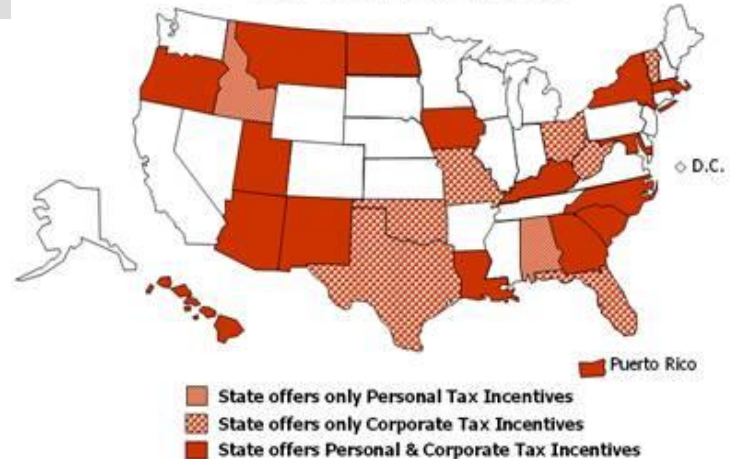 D.C.
Puerto Rico
State offers only Personal Tax Incentives
State offers only Corporate Tax Incentives
State offers Personal & Corporate Tax Incentives